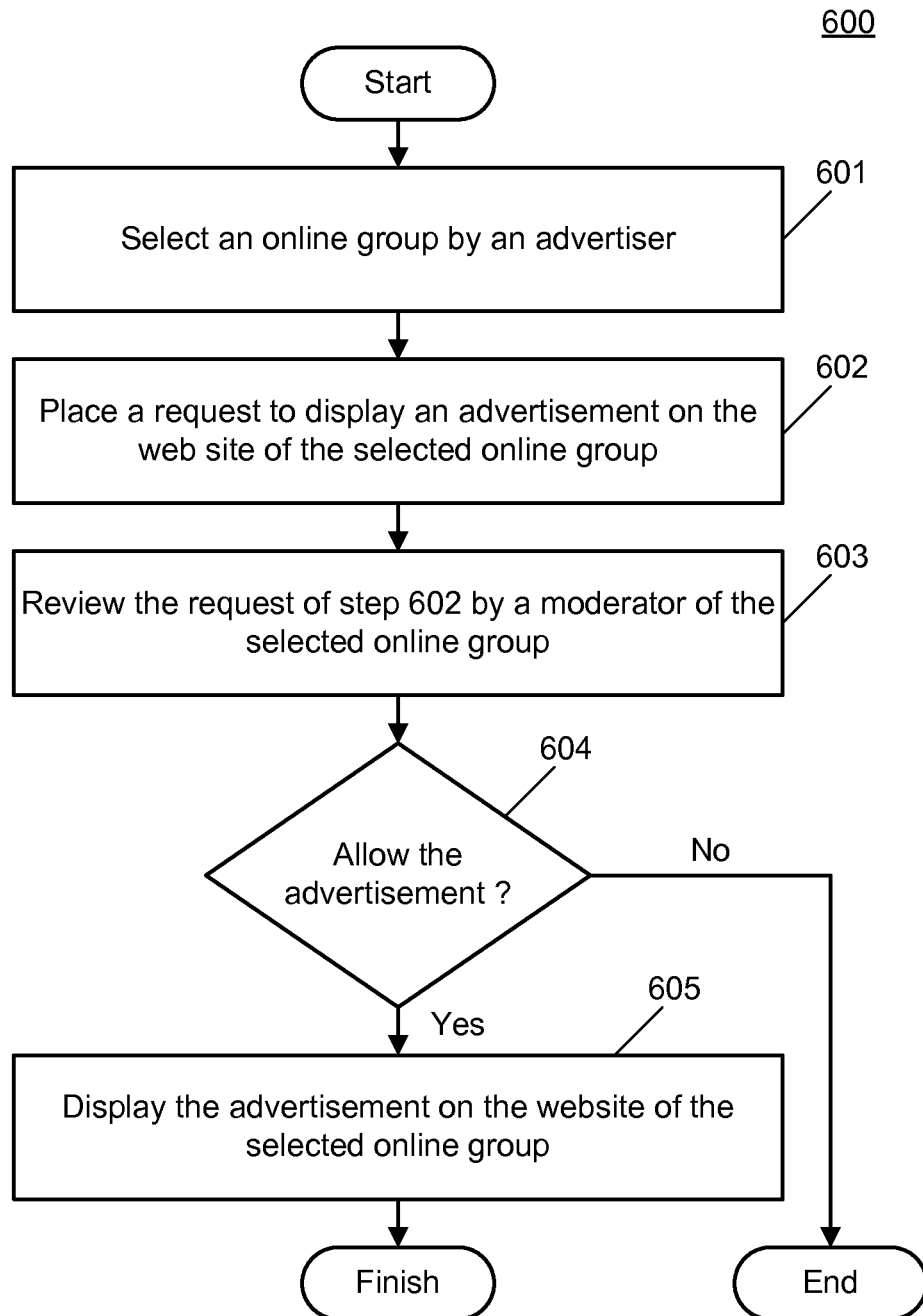 600
Start
601
Select an online group by an advertiser
602
Place a request to display an advertisement on the
web site of the selected online group
603
Review the request of step 602 by a moderator of the
selected online group
604
Allow the
advertisement ?
No
Yes
605
Display the advertisement on the website of the
selected online group
Finish
End